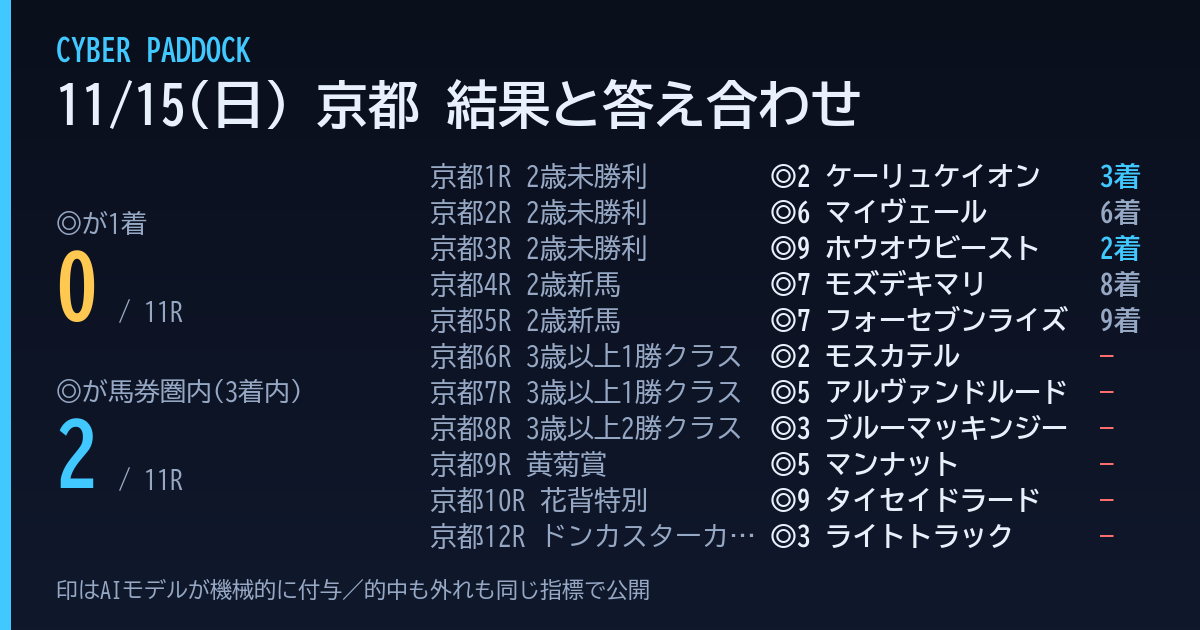 CYBER PADDOCK
11/15(日) 京都 結果と答え合わせ
◎が1着
0 / 11R
◎が馬券圏内(3着内)
2 / 11R
京都1R 2歳未勝利 ◎2 ケーリュケイオン 3着
京都2R 2歳未勝利 ◎6 マイヴェール 6着
京都3R 2歳未勝利 ◎9 ホウオウビースト 2着
京都4R 2歳新馬 ◎7 モズデキマリ 8着
京都5R 2歳新馬 ◎7 フォーセブンライズ 9着
京都6R 3歳以上1勝クラス ◎2 モスカテル －
京都7R 3歳以上1勝クラス ◎5 アルヴァンドルード －
京都8R 3歳以上2勝クラス ◎3 ブルーマッキンジー －
京都9R 黄菊賞 ◎5 マンナット －
京都10R 花背特別 ◎9 タイセイドラード －
京都12R ドンカスターカ… ◎3 ライトトラック －
印はAIモデルが機械的に付与／的中も外れも同じ指標で公開